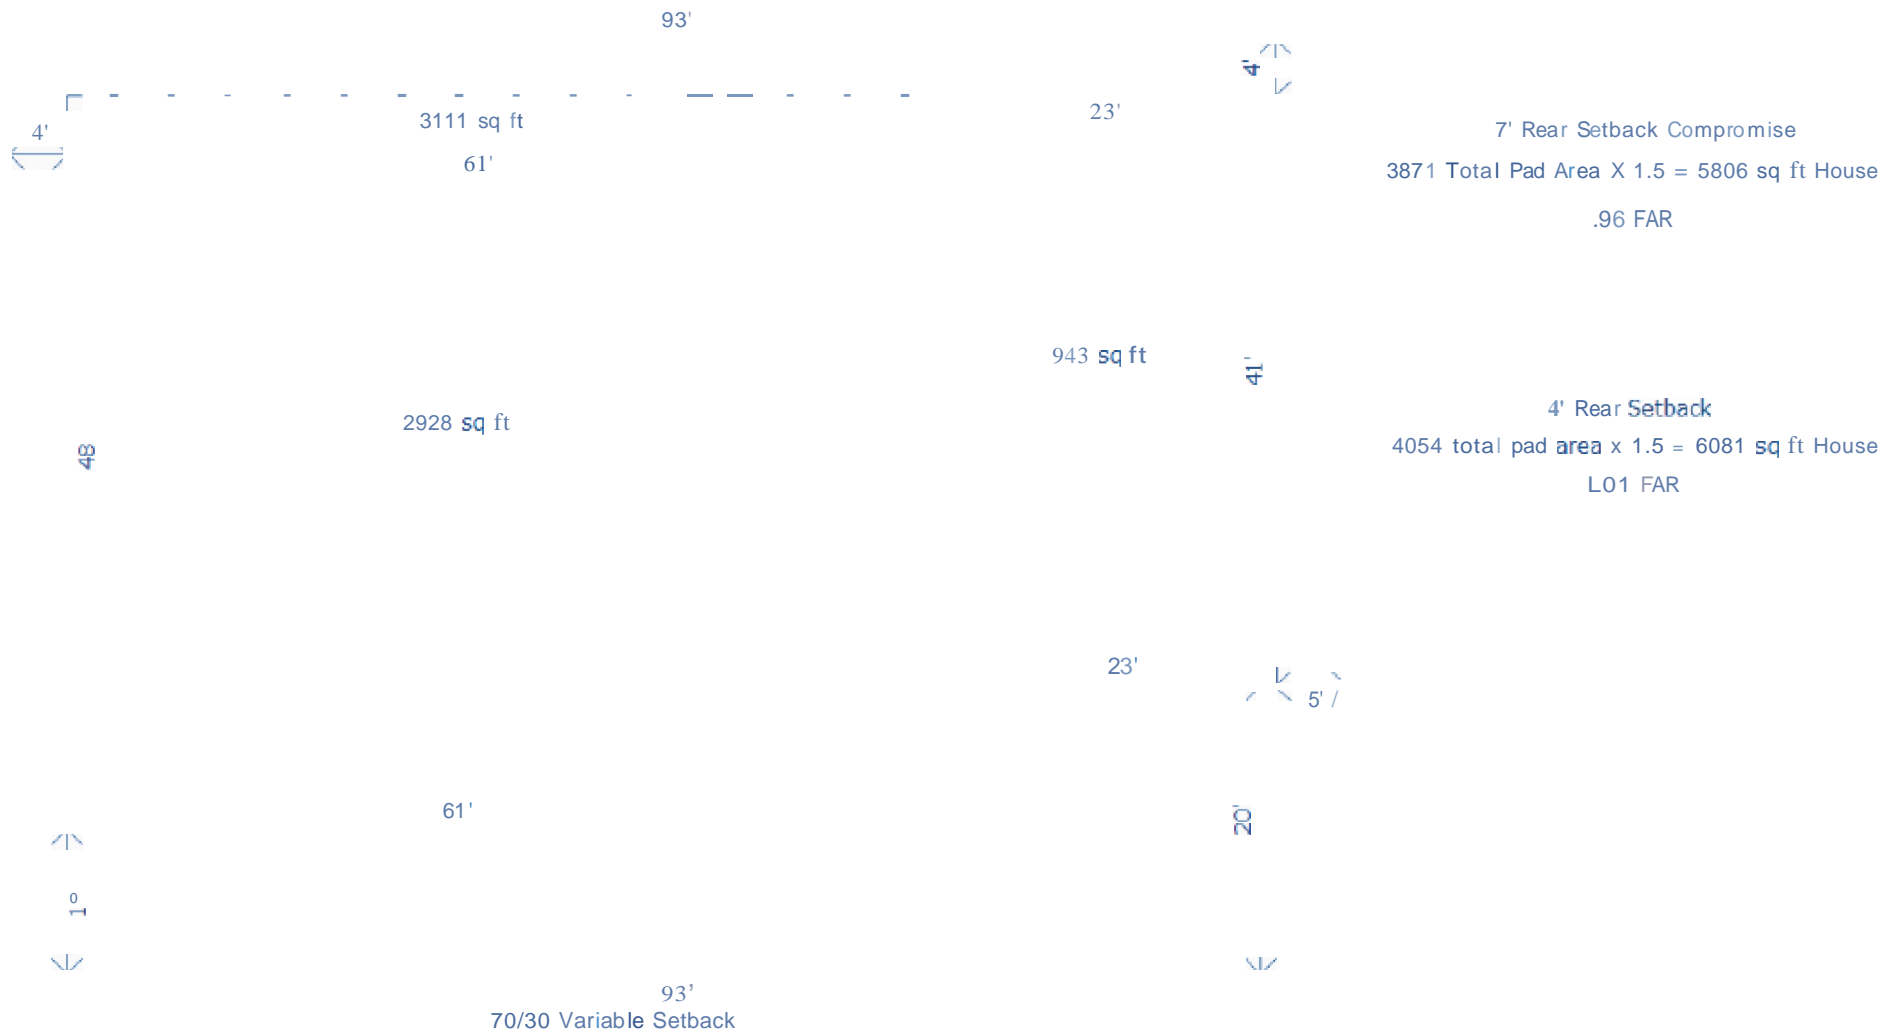 93'
4'
3111 sq ft
23'
4'
61'
7' Rear Setback Compromise
3871 Total Pad Area X 1.5 = 5806 sq ft House
.96 FAR
943 sq ft
41'
2928 sq ft
48
4' Rear Setback
4054 total pad area x 1.5 = 6081 sq ft House
L01 FAR
23'
5' /
61'
20'
1º
93'
70/30 Variable Setback